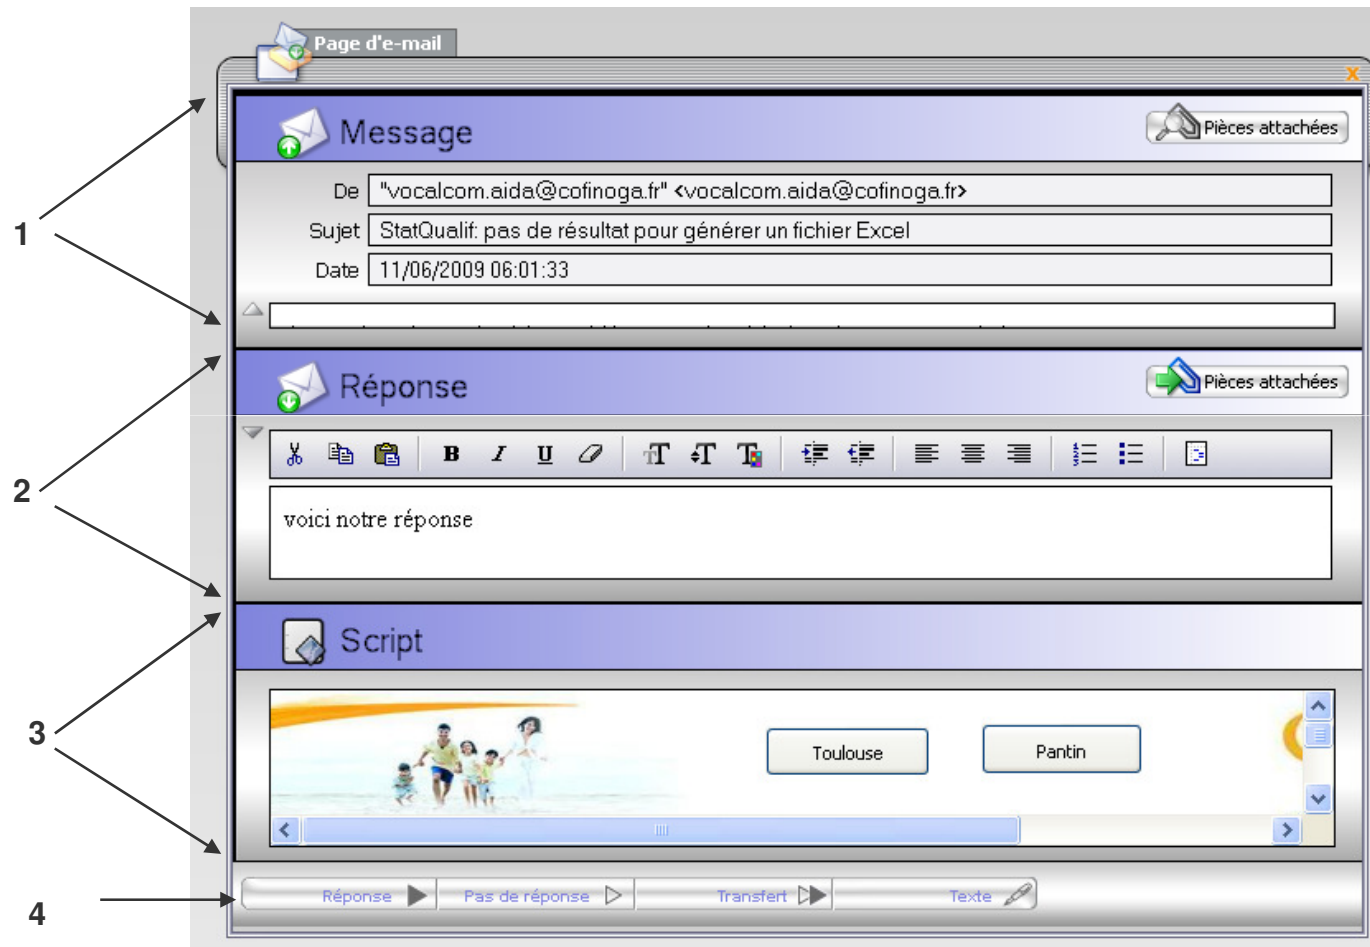 Page d'e-mail
x
Message
Pièces attachées
De "vocalcom.aida@cofinoga.fr" <vocalcom.aida@cofinoga.fr>
1
Sujet StatQualif: pas de résultat pour générer un fichier Excel
Date 11/06/2009 06:01:33
Réponse
Pièces attachées
B I U T T T
2
voici notre réponse
Script
3
Toulouse
Pantin
Réponse Pas de réponse Transfert Texte
4